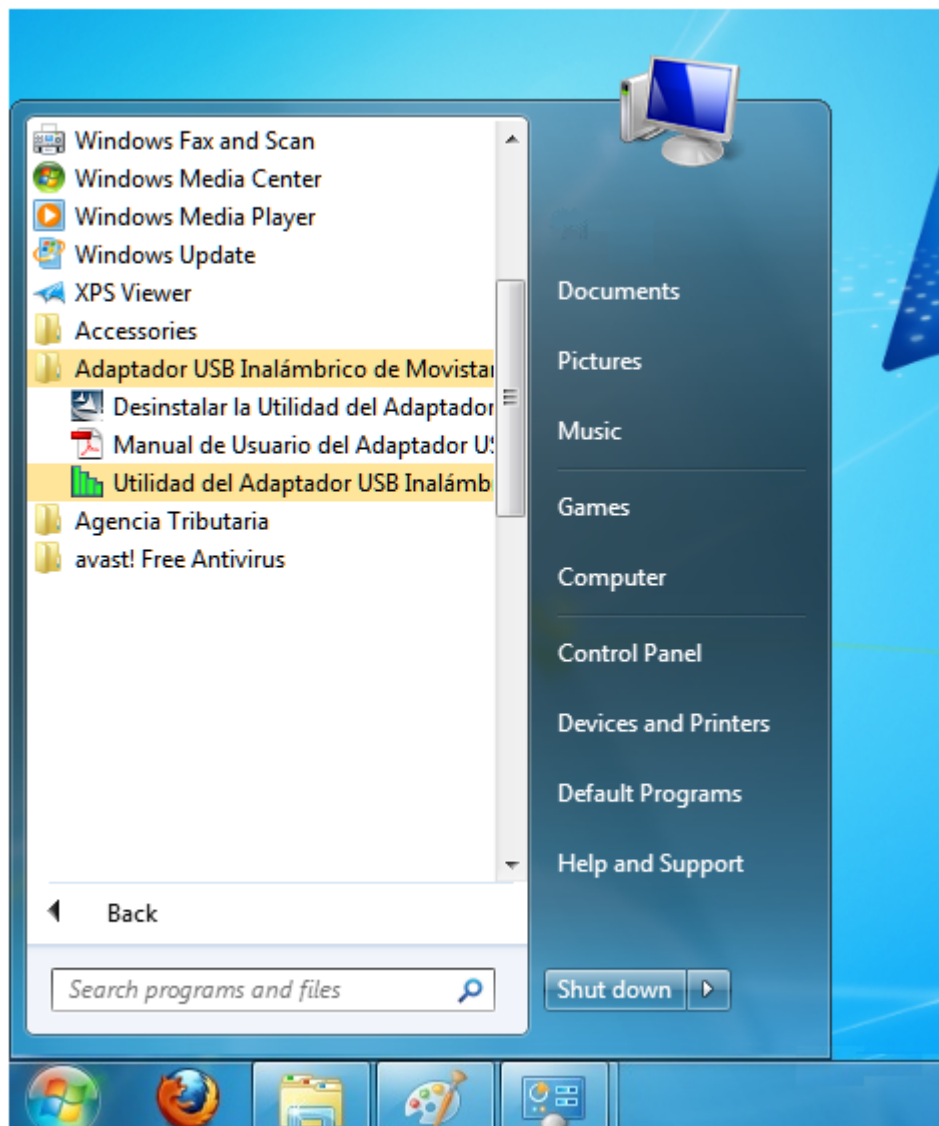 Windows Fax and Scan
Windows Media Center
Windows Media Player
Windows Update
XPS Viewer
Accessories
Adaptador USB Inalámbrico de Movistar
Desinstalar la Utilidad del Adaptador
Manual de Usuario del Adaptador
Utilidad del Adaptador USB
Agencia Tributaria
avast! Free Antivirus
Back
Search programs and files
Documents
Pictures
Music
Games
Computer
Control Panel
Devices and Printers
Default Programs
Help and Support
Shut down